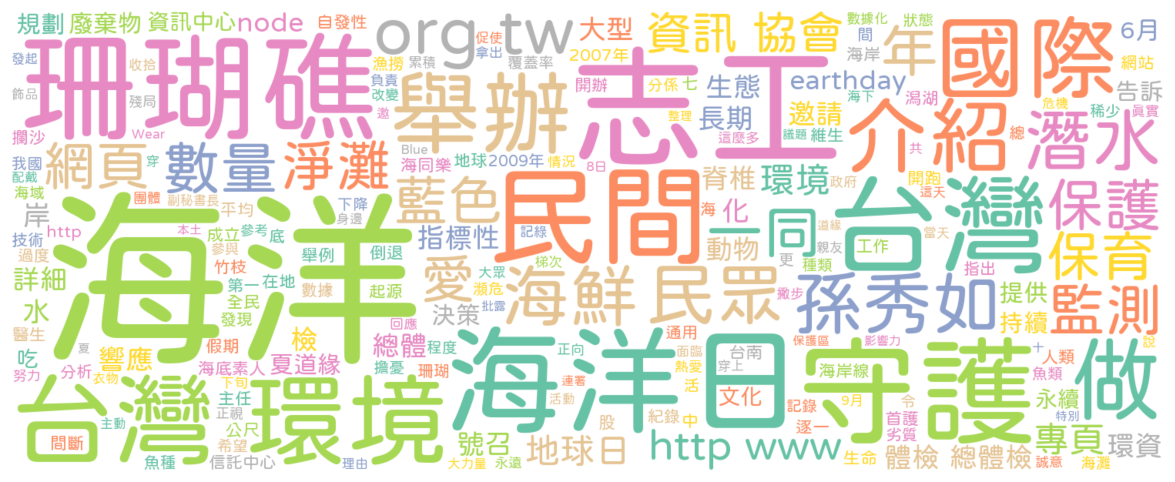 規劃 廢棄物 資訊中心 node 自發性 org tw 促使 大型 資訊 協會 數據化 狀態 6月
發起 收拾 漁撈 累積 覆蓋率 拿出 2007年 間 年 國際 海岸 網站
飾品 殘局 珊瑚礁 負責 改變 舉辦 開辦 分係 七 生態 earthday 海下 潟湖 告訴
攔沙 Wear 邀 志工 整理 長期 邀請 介紹 危機 稀少 真實
我國 網頁 穿 數量 淨灘 Blue 海同樂 地球 2009年 情況 這麼多 議題 維生 總 共 潛水
配戴 海域 團體 藍色 8日 民間 脊椎 環境 政府 開跑 這天 保護
岸 副秘書長 平均 下降 身邊 指標性 記錄 海 化 一同 道緣 當天 台灣
技術 http 本土 成立 參考 底 舉例 倒退 動物 親友 工作 保育
過度 參與 海洋 愛 梯次 更 種類 指出
詳細 竹枝 第一 在地 數據 起源 大眾 瀕危 海鮮 民眾 撇步 孫秀如 提供 監測
水 全民 發現 決策 批露 持續
醫生 檢 回應 海洋日 通用 保護區 影響力 十 設
吃 響應 假期 總體 程度 正向 面臨 台南 守護 人類 做
努力 夏 分析 海底素人 夏道緣 珊瑚 擔憂 熱愛 穿上 海岸線 魚類
衣物 下旬 主任 連署 活 文化 9月 令 永續 特別
台灣 主動 正視 公尺 環境 活動 股 紀錄 中 記錄 逐一 首護 劣質 專頁 環資
間斷 希望 號召 地球日 http www
魚種 信託中心 理由 大力量 永遠 生命 體檢 總體檢 誠意 海灘